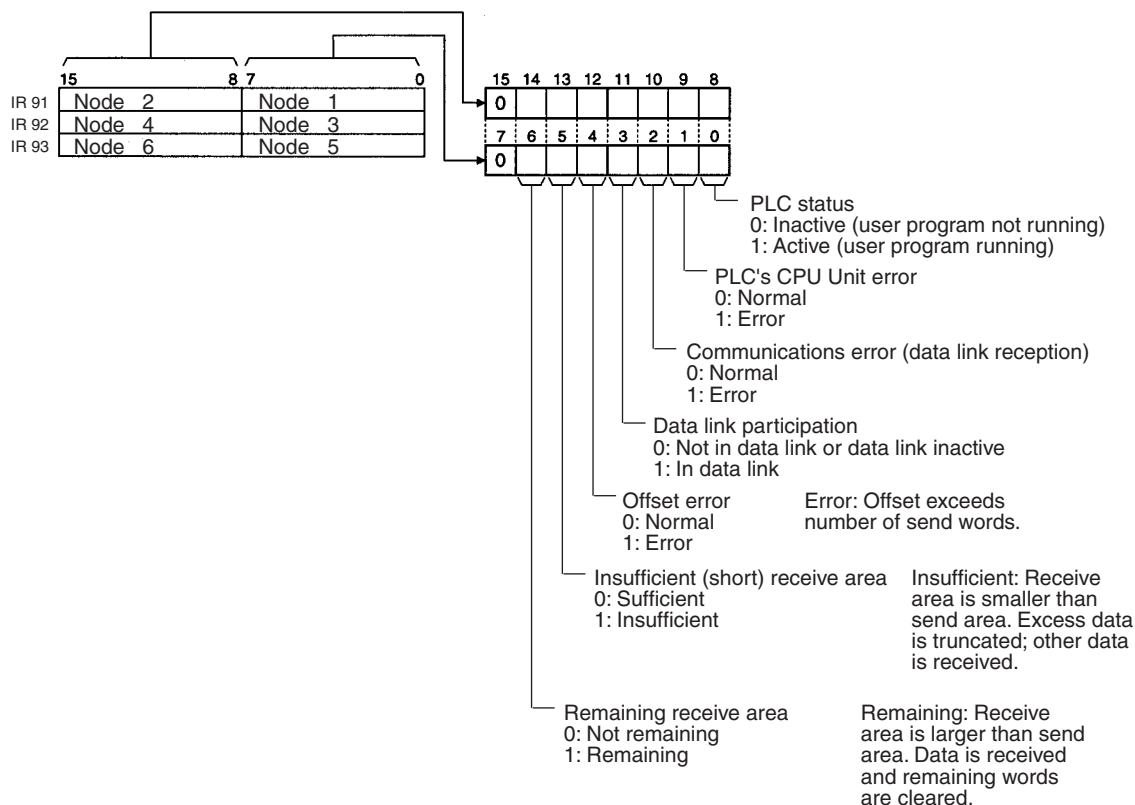 15 8 7 0
IR 91 Node 2 Node 1
IR 92 Node 4 Node 3
IR 93 Node 6 Node 5
15 14 13 12 11 10 9 8
0
7 6 5 4 3 2 1 0
0
PLC status
0: Inactive (user program not running)
1: Active (user program running)
PLC's CPU Unit error
0: Normal
1: Error
Communications error (data link reception)
0: Normal
1: Error
Data link participation
0: Not in data link or data link inactive
1: In data link
Offset error
0: Normal
1: Error
Error: Offset exceeds
number of send words.
Insufficient (short) receive area
0: Sufficient
1: Insufficient
Insufficient: Receive
area is smaller than
send area. Excess data
is truncated; other data
is received.
Remaining receive area
0: Not remaining
1: Remaining
Remaining: Receive
area is larger than send
area. Data is received
and remaining words
are cleared.